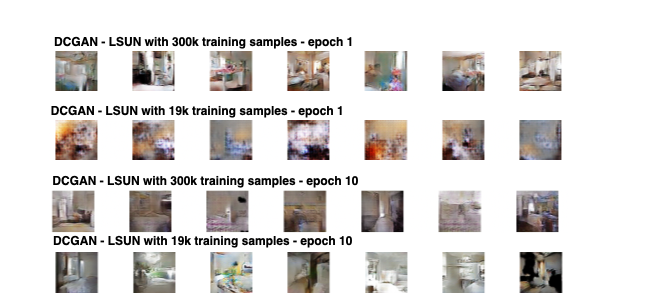 DCGAN - LSUN with 300k training samples - epoch 1
DCGAN - LSUN with 19k training samples - epoch 1
DCGAN - LSUN with 300k training samples - epoch 10
DCGAN - LSUN with 19k training samples - epoch 10